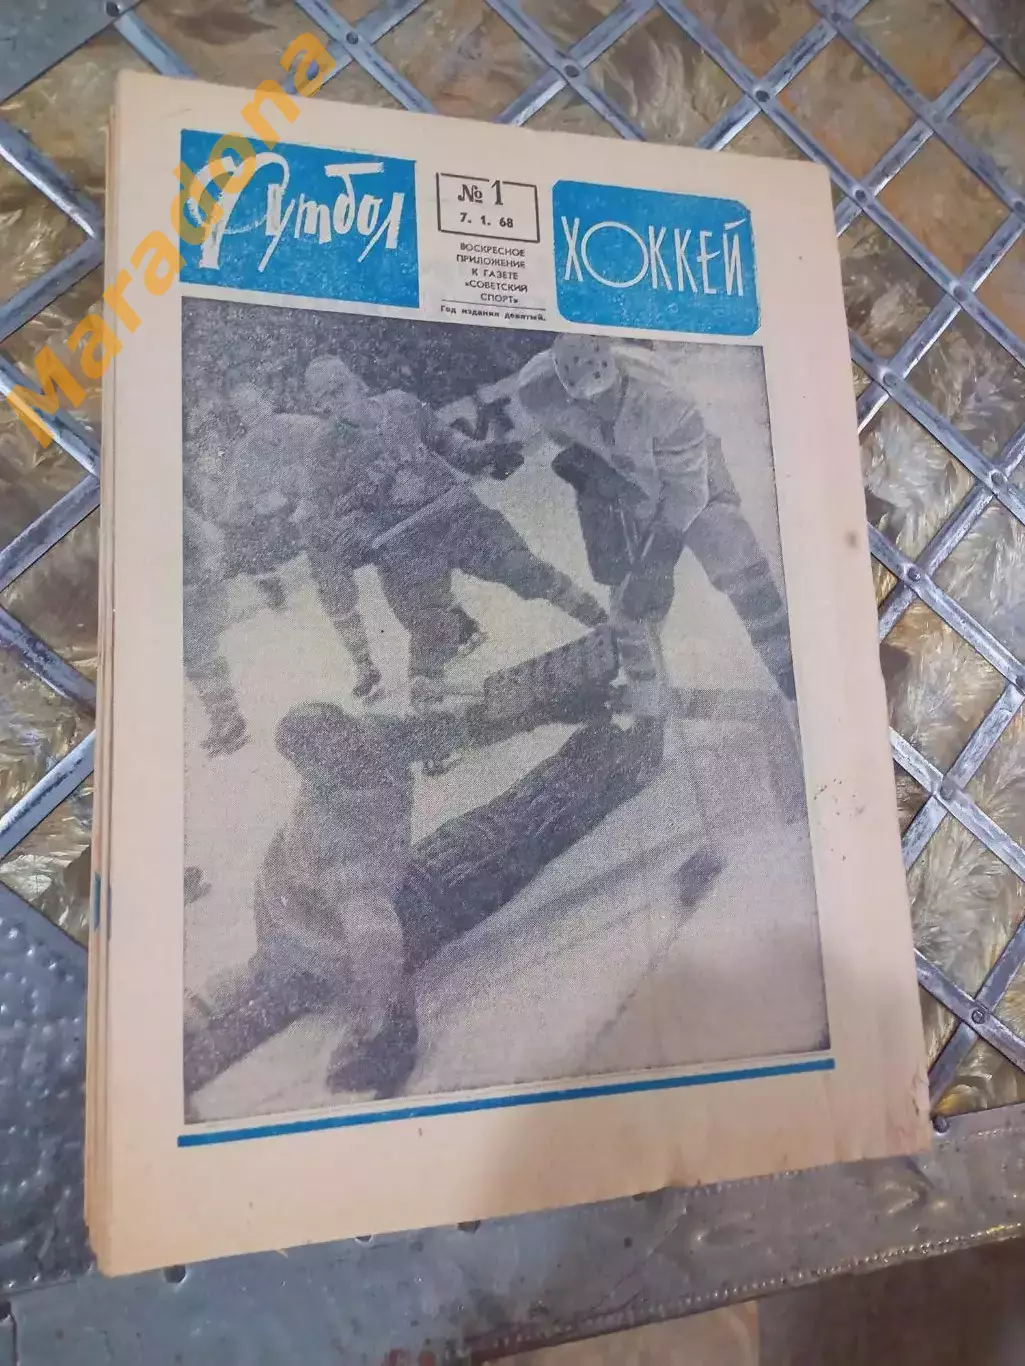 Maradona
Футбол
№ 1
7. 1. 68
ВОСКРЕСНОЕ
ПРИЛОЖЕНИЕ
К ГАЗЕТЕ
«СОВЕТСКИЙ
СПОРТ»
Год издания девятый.
ХОККЕЙ